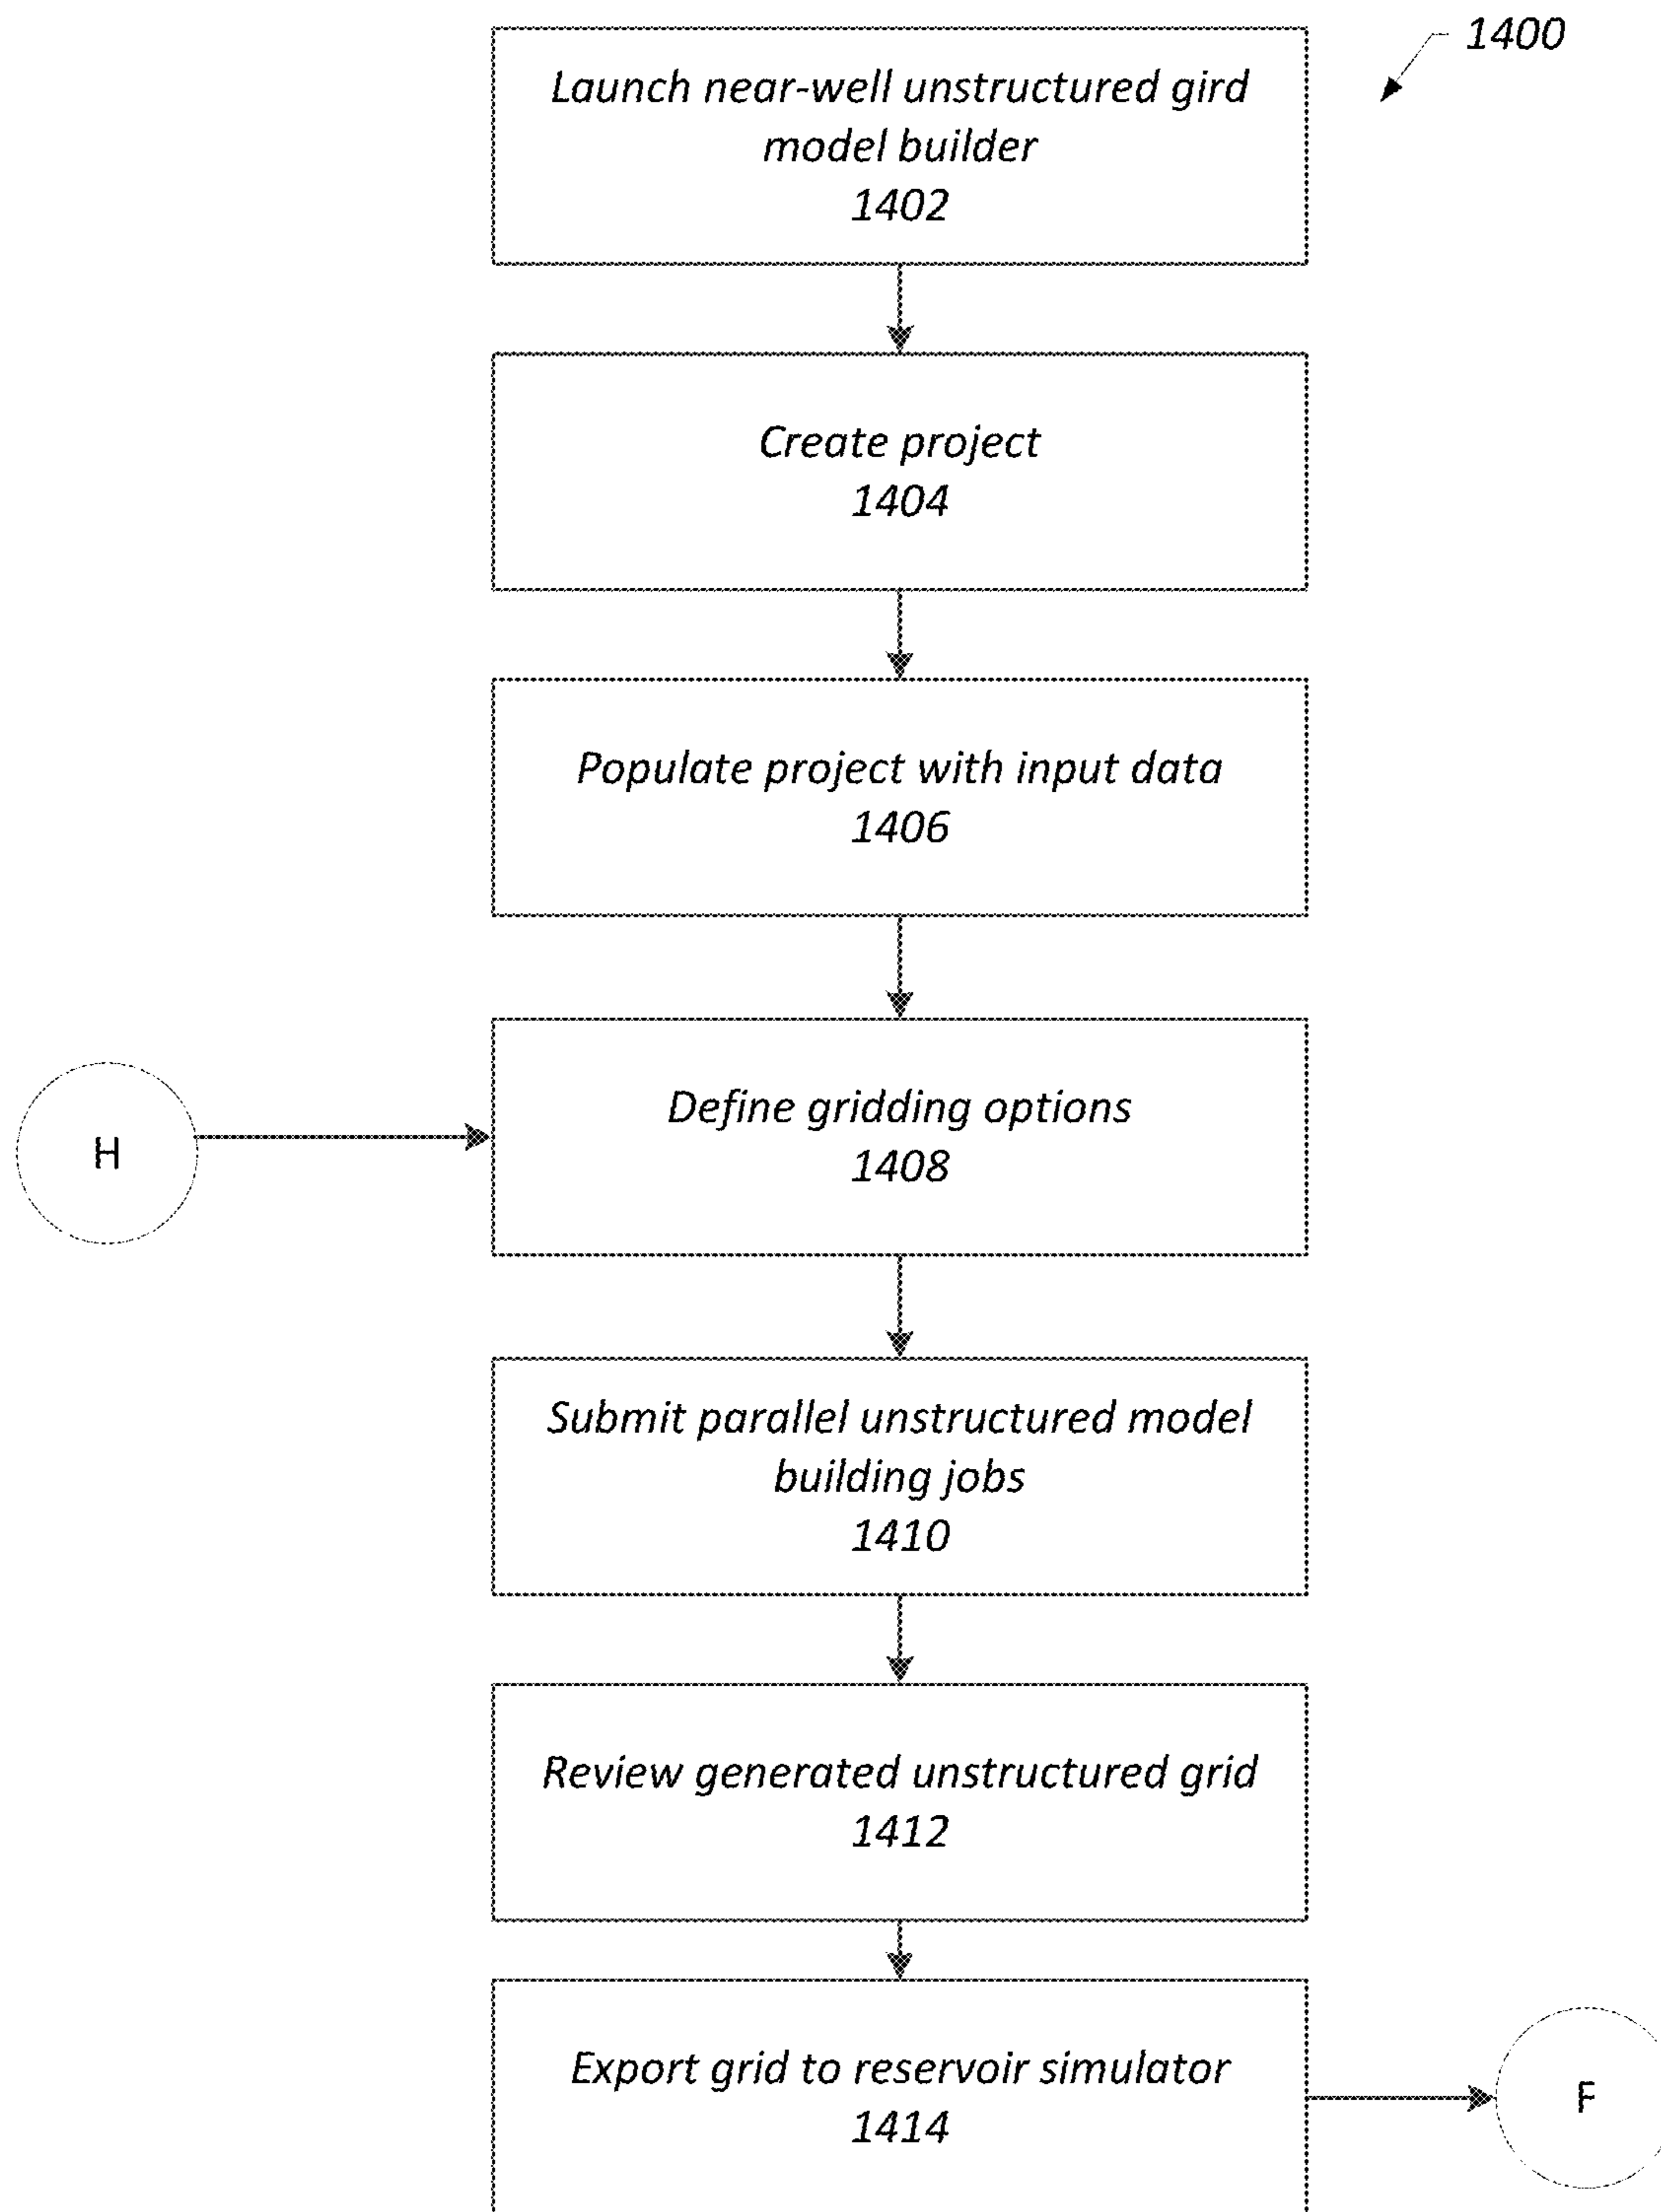 1400
Launch near-well unstructured gird
model builder
1402
Create project
1404
Populate project with input data
1406
Define gridding options
1408
H
Submit parallel unstructured model
building jobs
1410
Review generated unstructured grid
1412
Export grid to reservoir simulator
1414
F